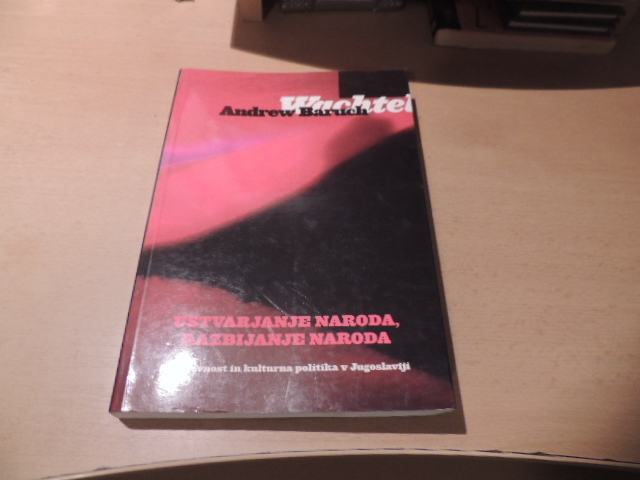 Wachtel
Andrew Baruch
USTVARJANJE NARODA,
RAZBIJANJE NARODA
in kulturna politika v Jugoslaviji